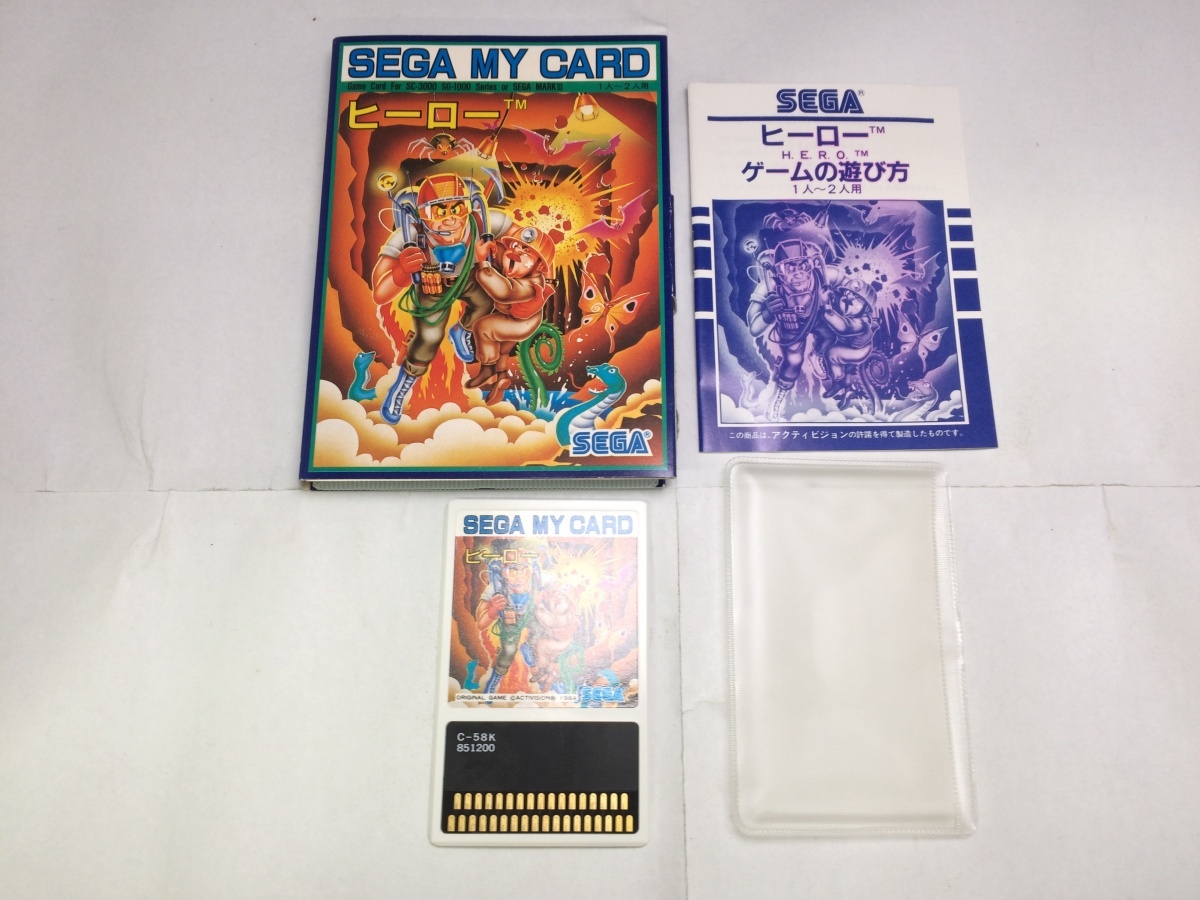 SEGA MY CARD
Game Card For SC-3000 SG-1000 Series or SEGA MARKⅢ 1人～2人用
ヒーロー™
SEGA®
SEGA®
ヒーロー™
H.E.R.O.™
ゲームの遊び方
1人～2人用
この商品は、アクティビジョンの許諾を得て製造したものです。
SEGA MY CARD
ヒーロー
ORIGINAL GAME ©ACTIVISION® 1984
SEGA
C-58K
851200